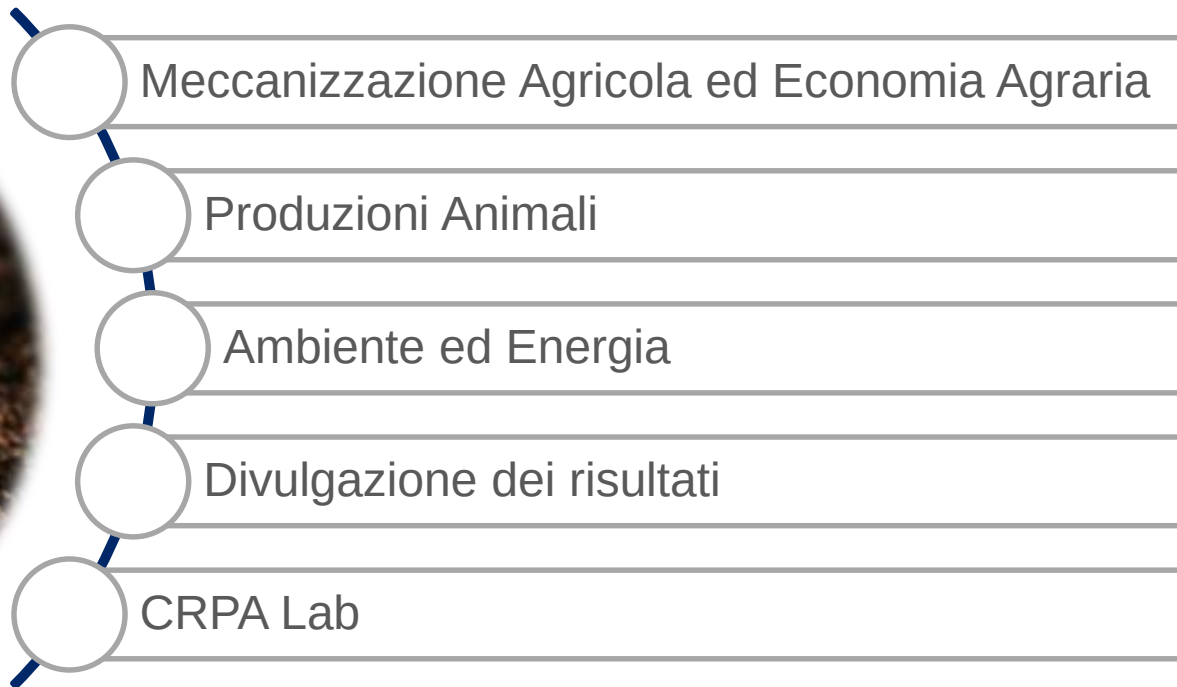 Meccanizzazione Agricola ed Economia Agraria
Produzioni Animali
Ambiente ed Energia
Divulgazione dei risultati
CRPA Lab